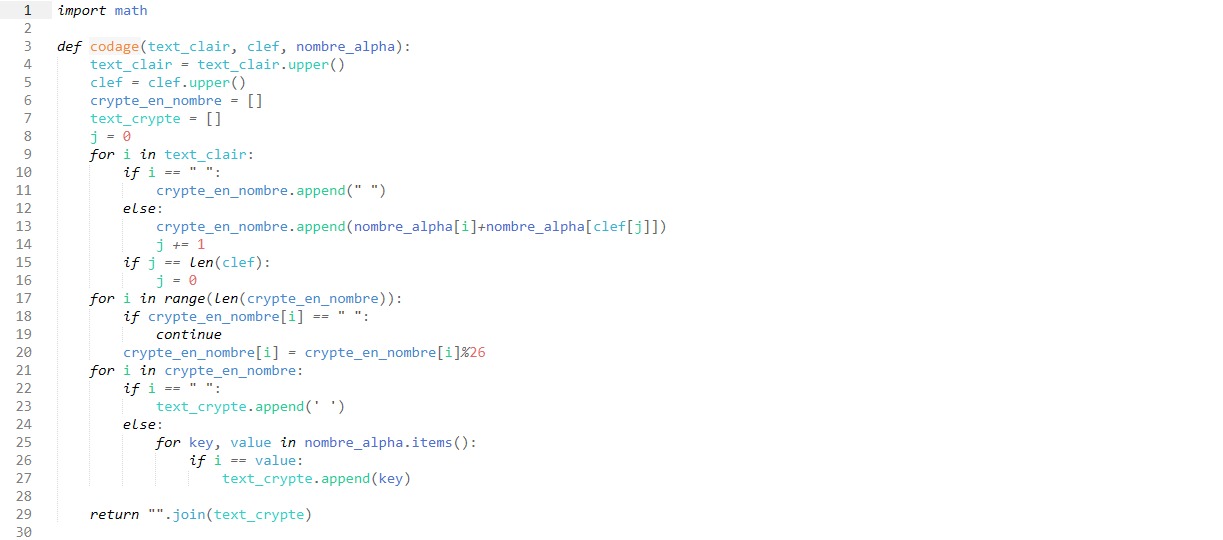 1 import math
2
3 def codage(text_clair, clef, nombre_alpha):
4     text_clair = text_clair.upper()
5     clef = clef.upper()
6     crypte_en_nombre = []
7     text_crypte = []
8     j = 0
9     for i in text_clair:
10         if i == " ":
11             crypte_en_nombre.append(" ")
12         else:
13             crypte_en_nombre.append(nombre_alpha[i]+nombre_alpha[clef[j]])
14             j += 1
15         if j == len(clef):
16             j = 0
17     for i in range(len(crypte_en_nombre)):
18         if crypte_en_nombre[i] == " ":
19             continue
20         crypte_en_nombre[i] = crypte_en_nombre[i]%26
21     for i in crypte_en_nombre:
22         if i == " ":
23             text_crypte.append(' ')
24         else:
25             for key, value in nombre_alpha.items():
26                 if i == value:
27                     text_crypte.append(key)
28
29     return "".join(text_crypte)
30